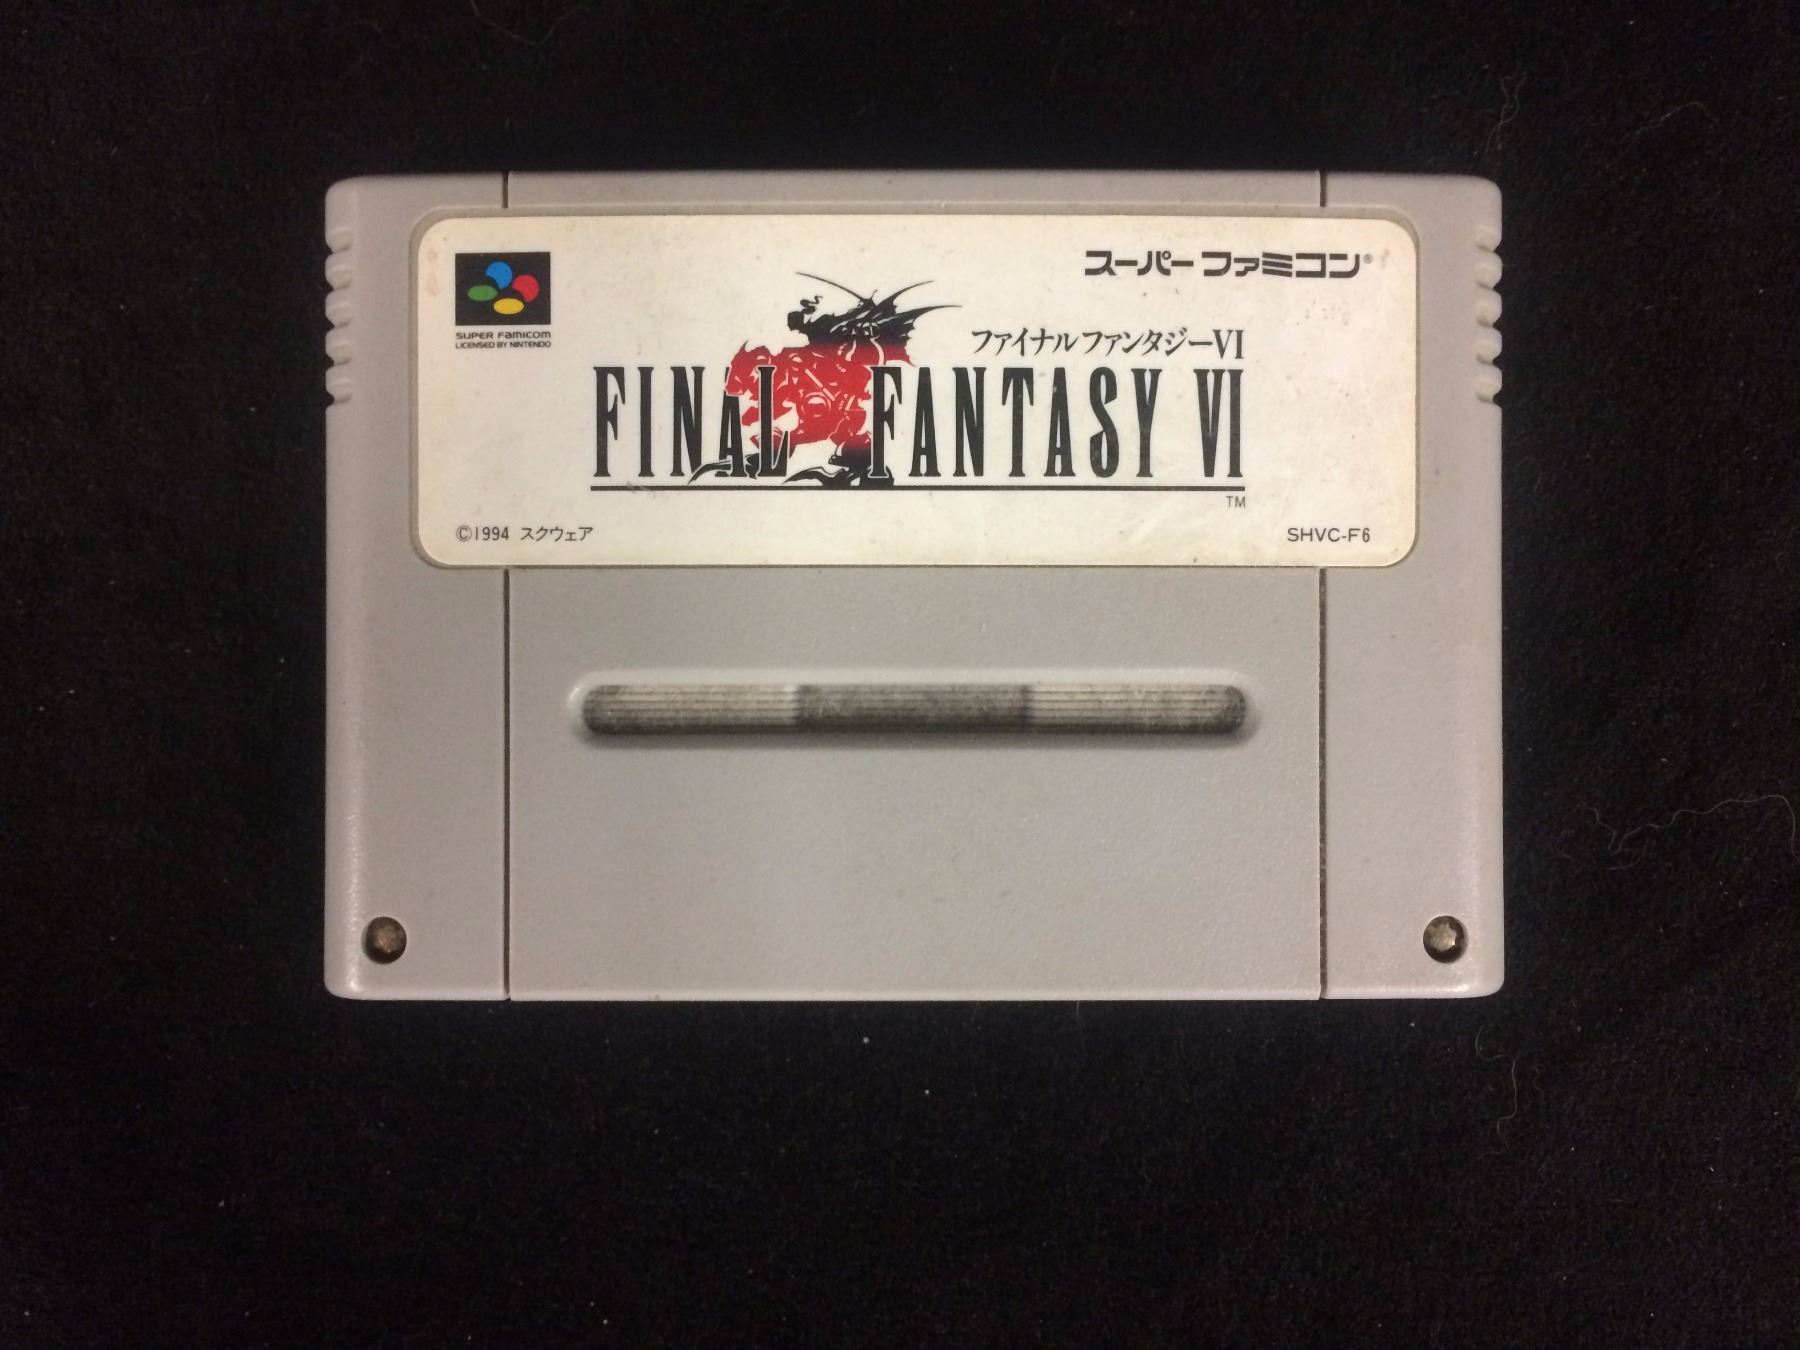 スーパーファミコン®
SUPER FAMICOM
LICENSED BY NINTENDO
ファイナルファンタジーVI
FINAL FANTASY VI
TM
©1994 スクウェア
SHVC-F6